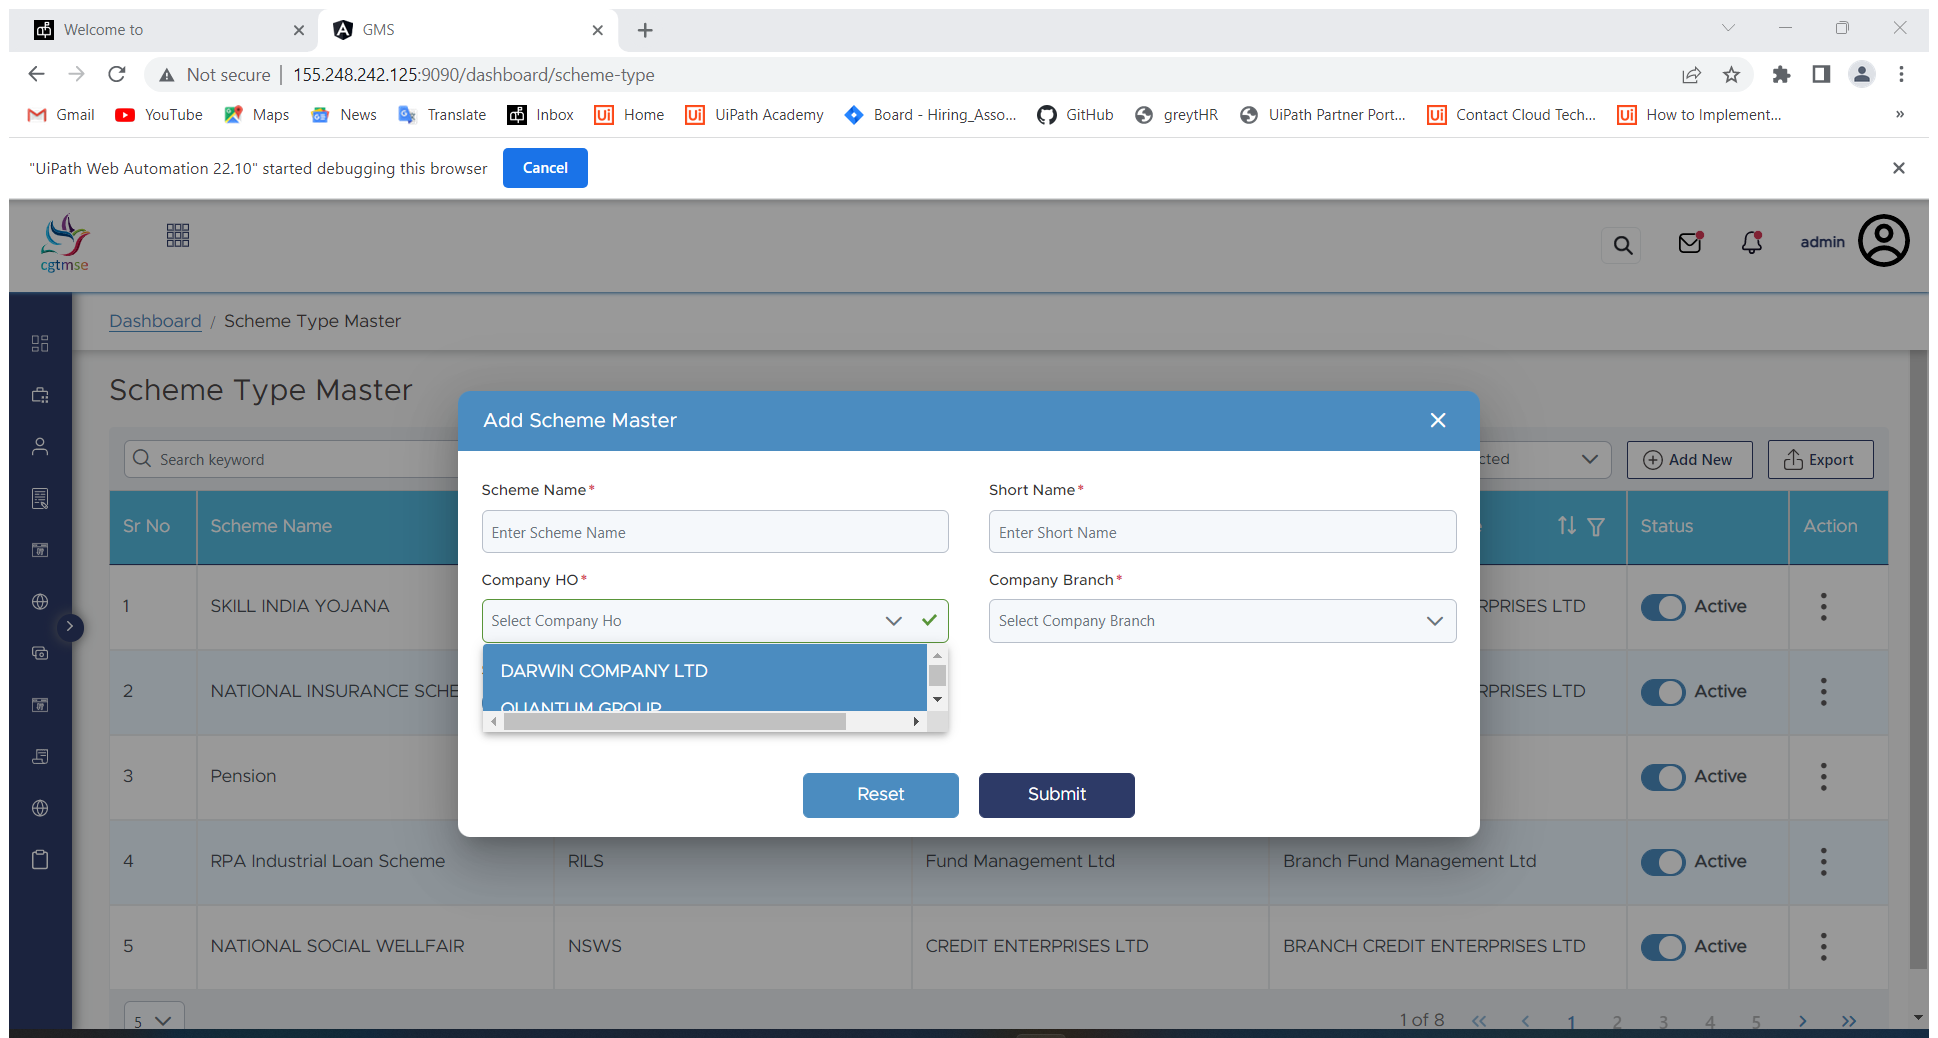 Welcome to
GMS
Not secure | 155.248.242.125:9090/dashboard/scheme-type
Gmail YouTube Maps News Translate Inbox Home UiPath Academy Board - Hiring_Asso... GitHub greytHR UiPath Partner Port... Contact Cloud Tech... How to Implement... »
"UiPath Web Automation 22.10" started debugging this browser Cancel
cgtmse
admin
Dashboard / Scheme Type Master
Scheme Type Master
Search keyword
cted
Add New
Export
Add Scheme Master
Scheme Name*
Short Name*
Enter Scheme Name
Enter Short Name
Company HO*
Company Branch*
Select Company Ho
Select Company Branch
DARWIN COMPANY LTD
QUANTUM GROUP
Reset
Submit
Sr No Scheme Name Status Action
1 SKILL INDIA YOJANA RPRISES LTD Active
2 NATIONAL INSURANCE SCHE RPRISES LTD Active
3 Pension Active
4 RPA Industrial Loan Scheme RILS Fund Management Ltd Branch Fund Management Ltd Active
5 NATIONAL SOCIAL WELLFAIR NSWS CREDIT ENTERPRISES LTD BRANCH CREDIT ENTERPRISES LTD Active
5
1 of 8 « ‹ 1 2 3 4 5 › »